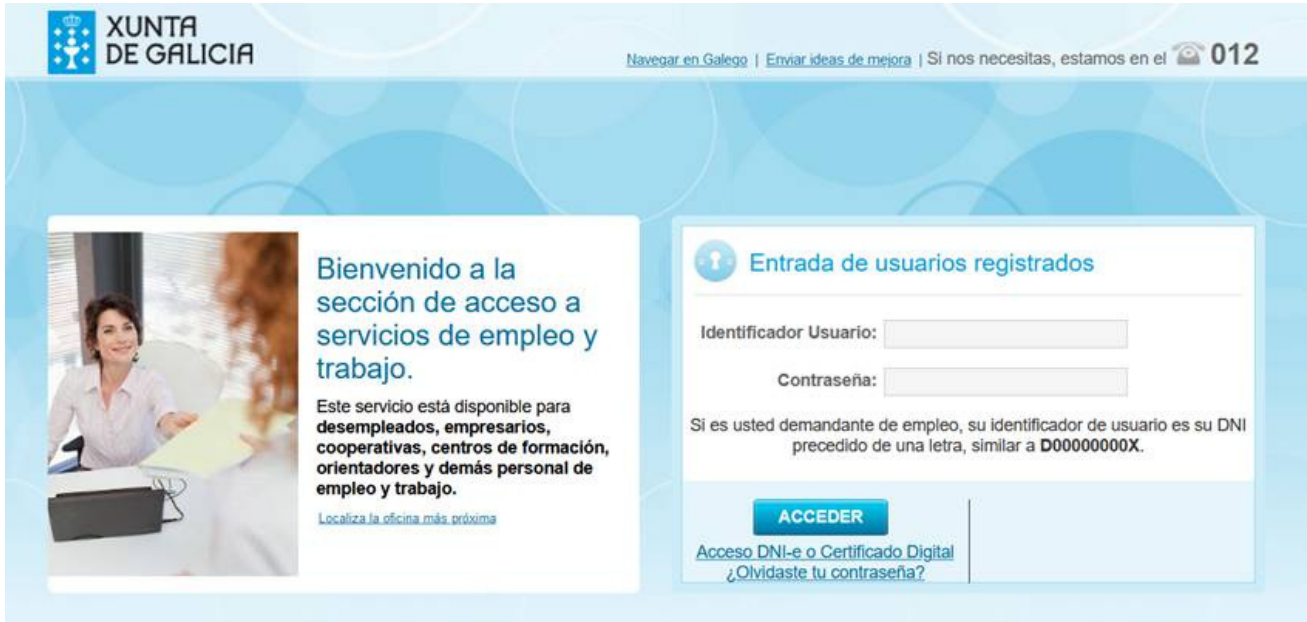 XUNTA
DE GALICIA
Navegar en Galego | Enviar ideas de mejora | Si nos necesitas, estamos en el 012
Bienvenido a la
sección de acceso a
servicios de empleo y
trabajo.
Este servicio está disponible para
desempleados, empresarios,
cooperativas, centros de formación,
orientadores y demás personal de
empleo y trabajo.
Localiza la oficina más próxima
Entrada de usuarios registrados
Identificador Usuario:
Contraseña:
Si es usted demandante de empleo, su identificador de usuario es su DNI
precedido de una letra, similar a D00000000X.
ACCEDER
Acceso DNI-e o Certificado Digital
¿Olvidaste tu contraseña?